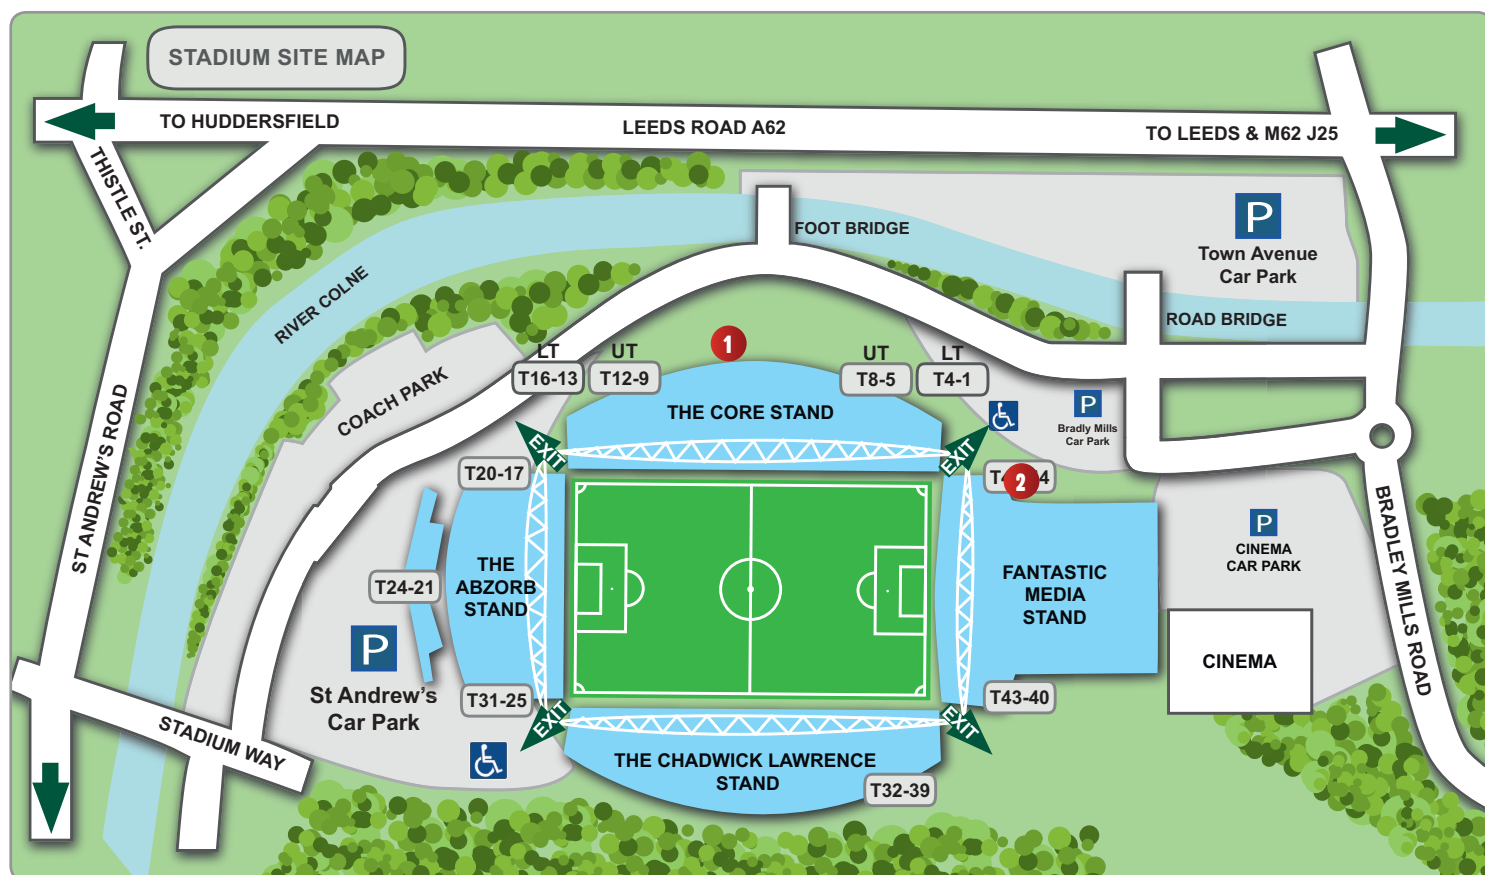 STADIUM SITE MAP
TO HUDDERSFIELD
LEEDS ROAD A62
TO LEEDS & M62 J25
THISTLE ST.
P
Town Avenue
Car Park
FOOT BRIDGE
RIVER COLNE
ROAD BRIDGE
1
LT
UT
UT
LT
T16-13
T12-9
T8-5
T4-1
COACH PARK
THE CORE STAND
P
Bradly Mills
Car Park
EXIT
EXIT
T20-17
2
ST ANDREW'S ROAD
BRADLEY MILLS ROAD
P
CINEMA
CAR PARK
THE
ABZORB
STAND
T24-21
FANTASTIC
MEDIA
STAND
P
St Andrew's
Car Park
CINEMA
T31-25
T43-40
EXIT
EXIT
STADIUM WAY
THE CHADWICK LAWRENCE
STAND
T32-39